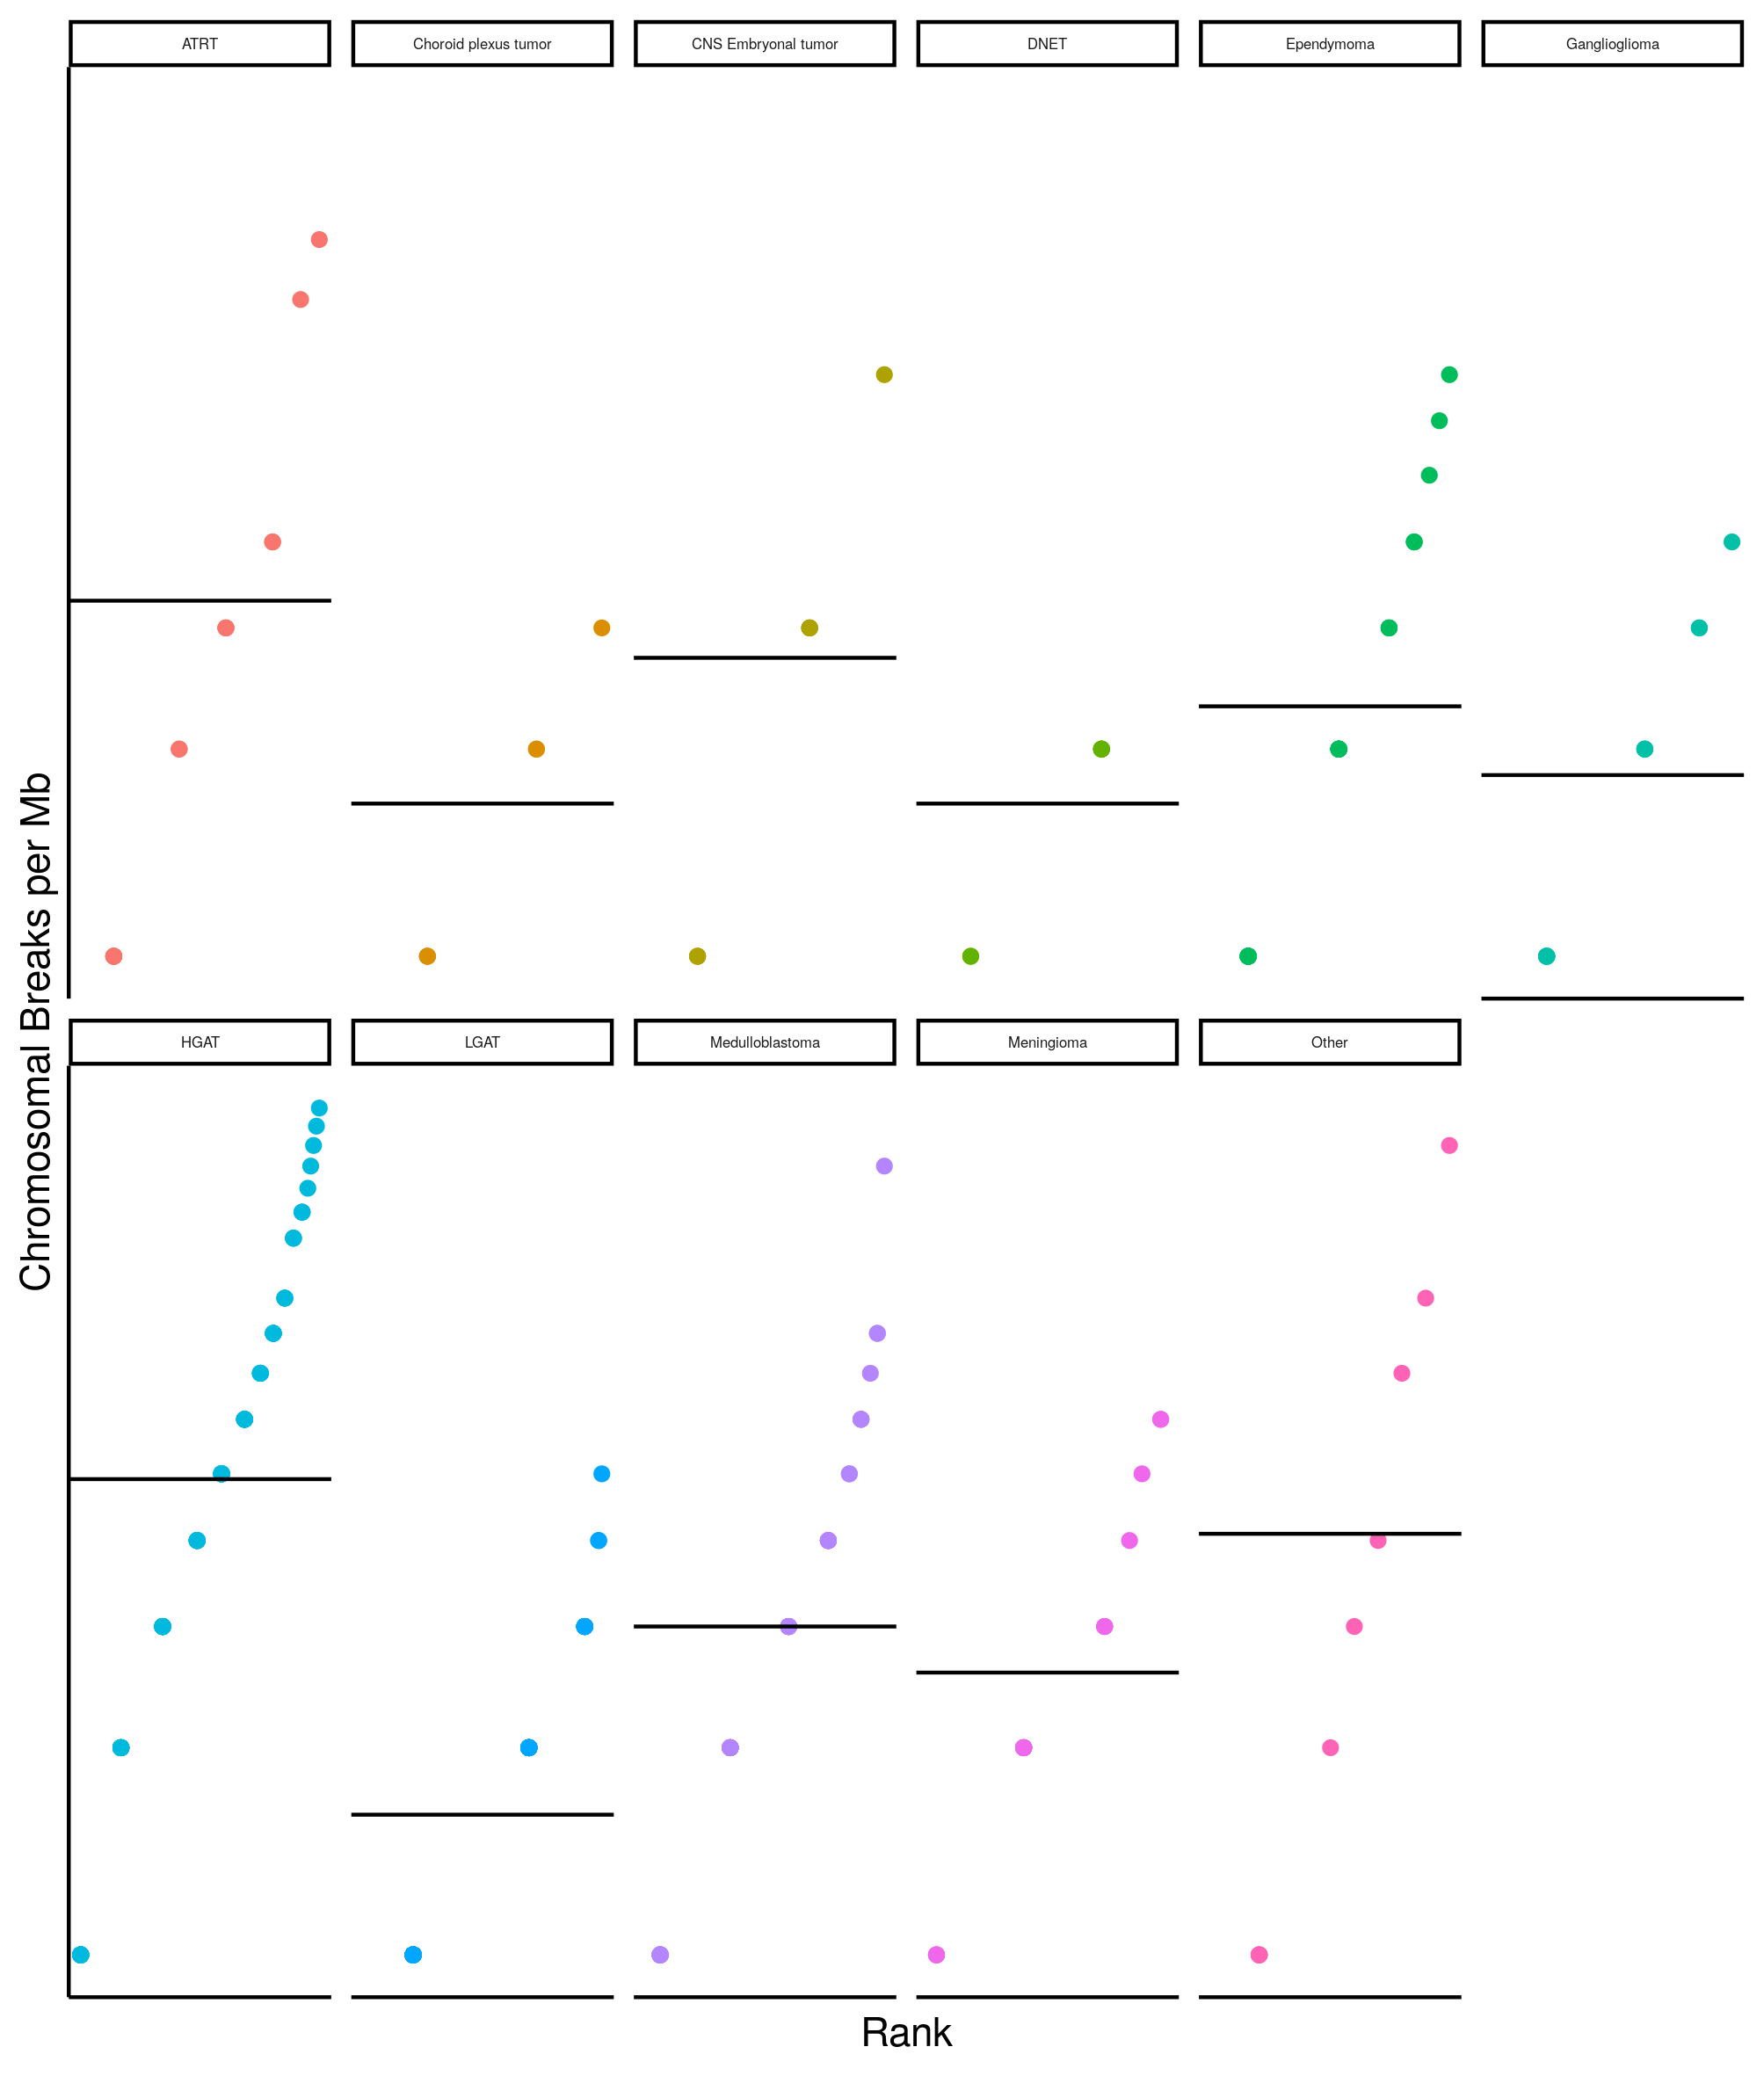 ATRT
Choroid plexus tumor
CNS Embryonal tumor
DNET
Ependymoma
Ganglioglioma
Chromosomal Breaks per Mb
HGAT
LGAT
Medulloblastoma
Meningioma
Other
Rank